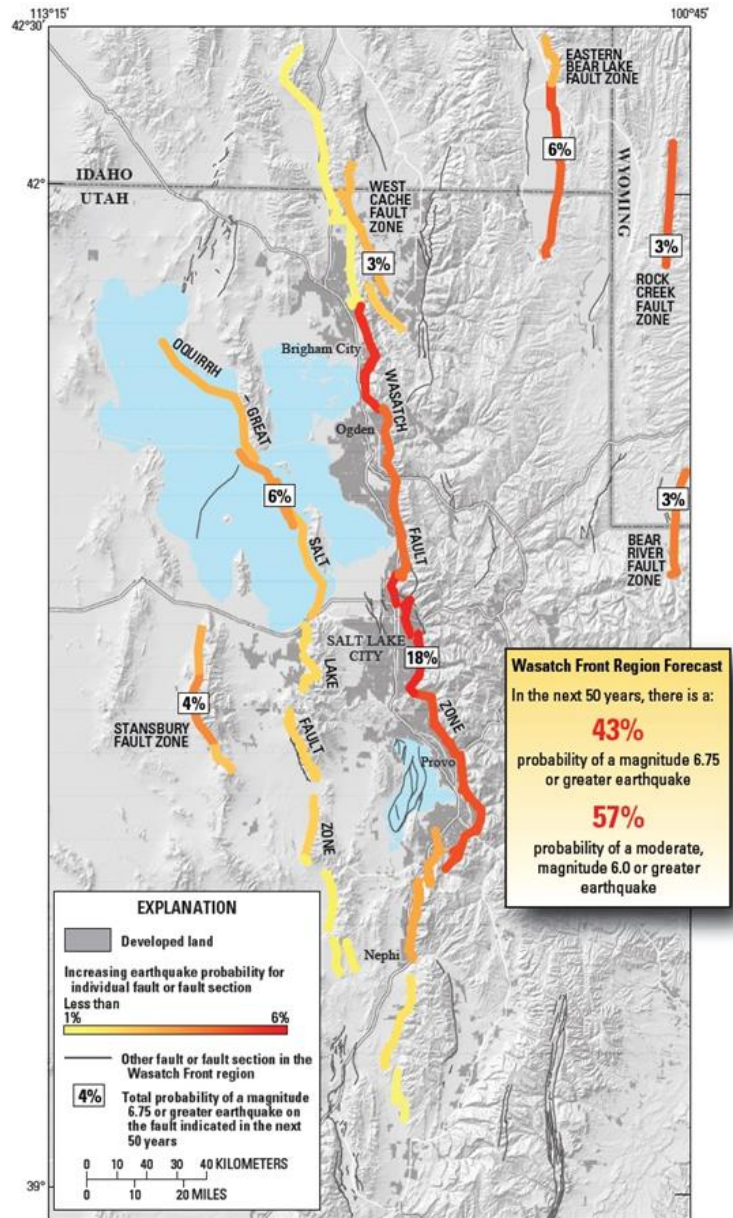 113°15'
100°45'
42°30'
EASTERN
BEAR LAKE
FAULT ZONE
6%
WYOMING
42°
IDAHO
UTAH
WEST
CACHE
FAULT
ZONE
3%
3%
ROCK
CREEK
FAULT
ZONE
OQUIRRH
– GREAT
Brigham City
WASATCH
Ogden
6%
SALT
FAULT
3%
BEAR
RIVER
FAULT
ZONE
SALT LAKE
CITY
18%
LAKE
ZONE
4%
STANSBURY
FAULT ZONE
FAULT
Provo
ZONE
Nephi
Wasatch Front Region Forecast
In the next 50 years, there is a:
43%
probability of a magnitude 6.75
or greater earthquake
57%
probability of a moderate,
magnitude 6.0 or greater
earthquake
EXPLANATION
Developed land
Increasing earthquake probability for
individual fault or fault section
Less than
1%
6%
Other fault or fault section in the
Wasatch Front region
4%
Total probability of a magnitude
6.75 or greater earthquake on
the fault indicated in the next
50 years
0 10 40 30 40 KILOMETERS
0 10 20 MILES
39°